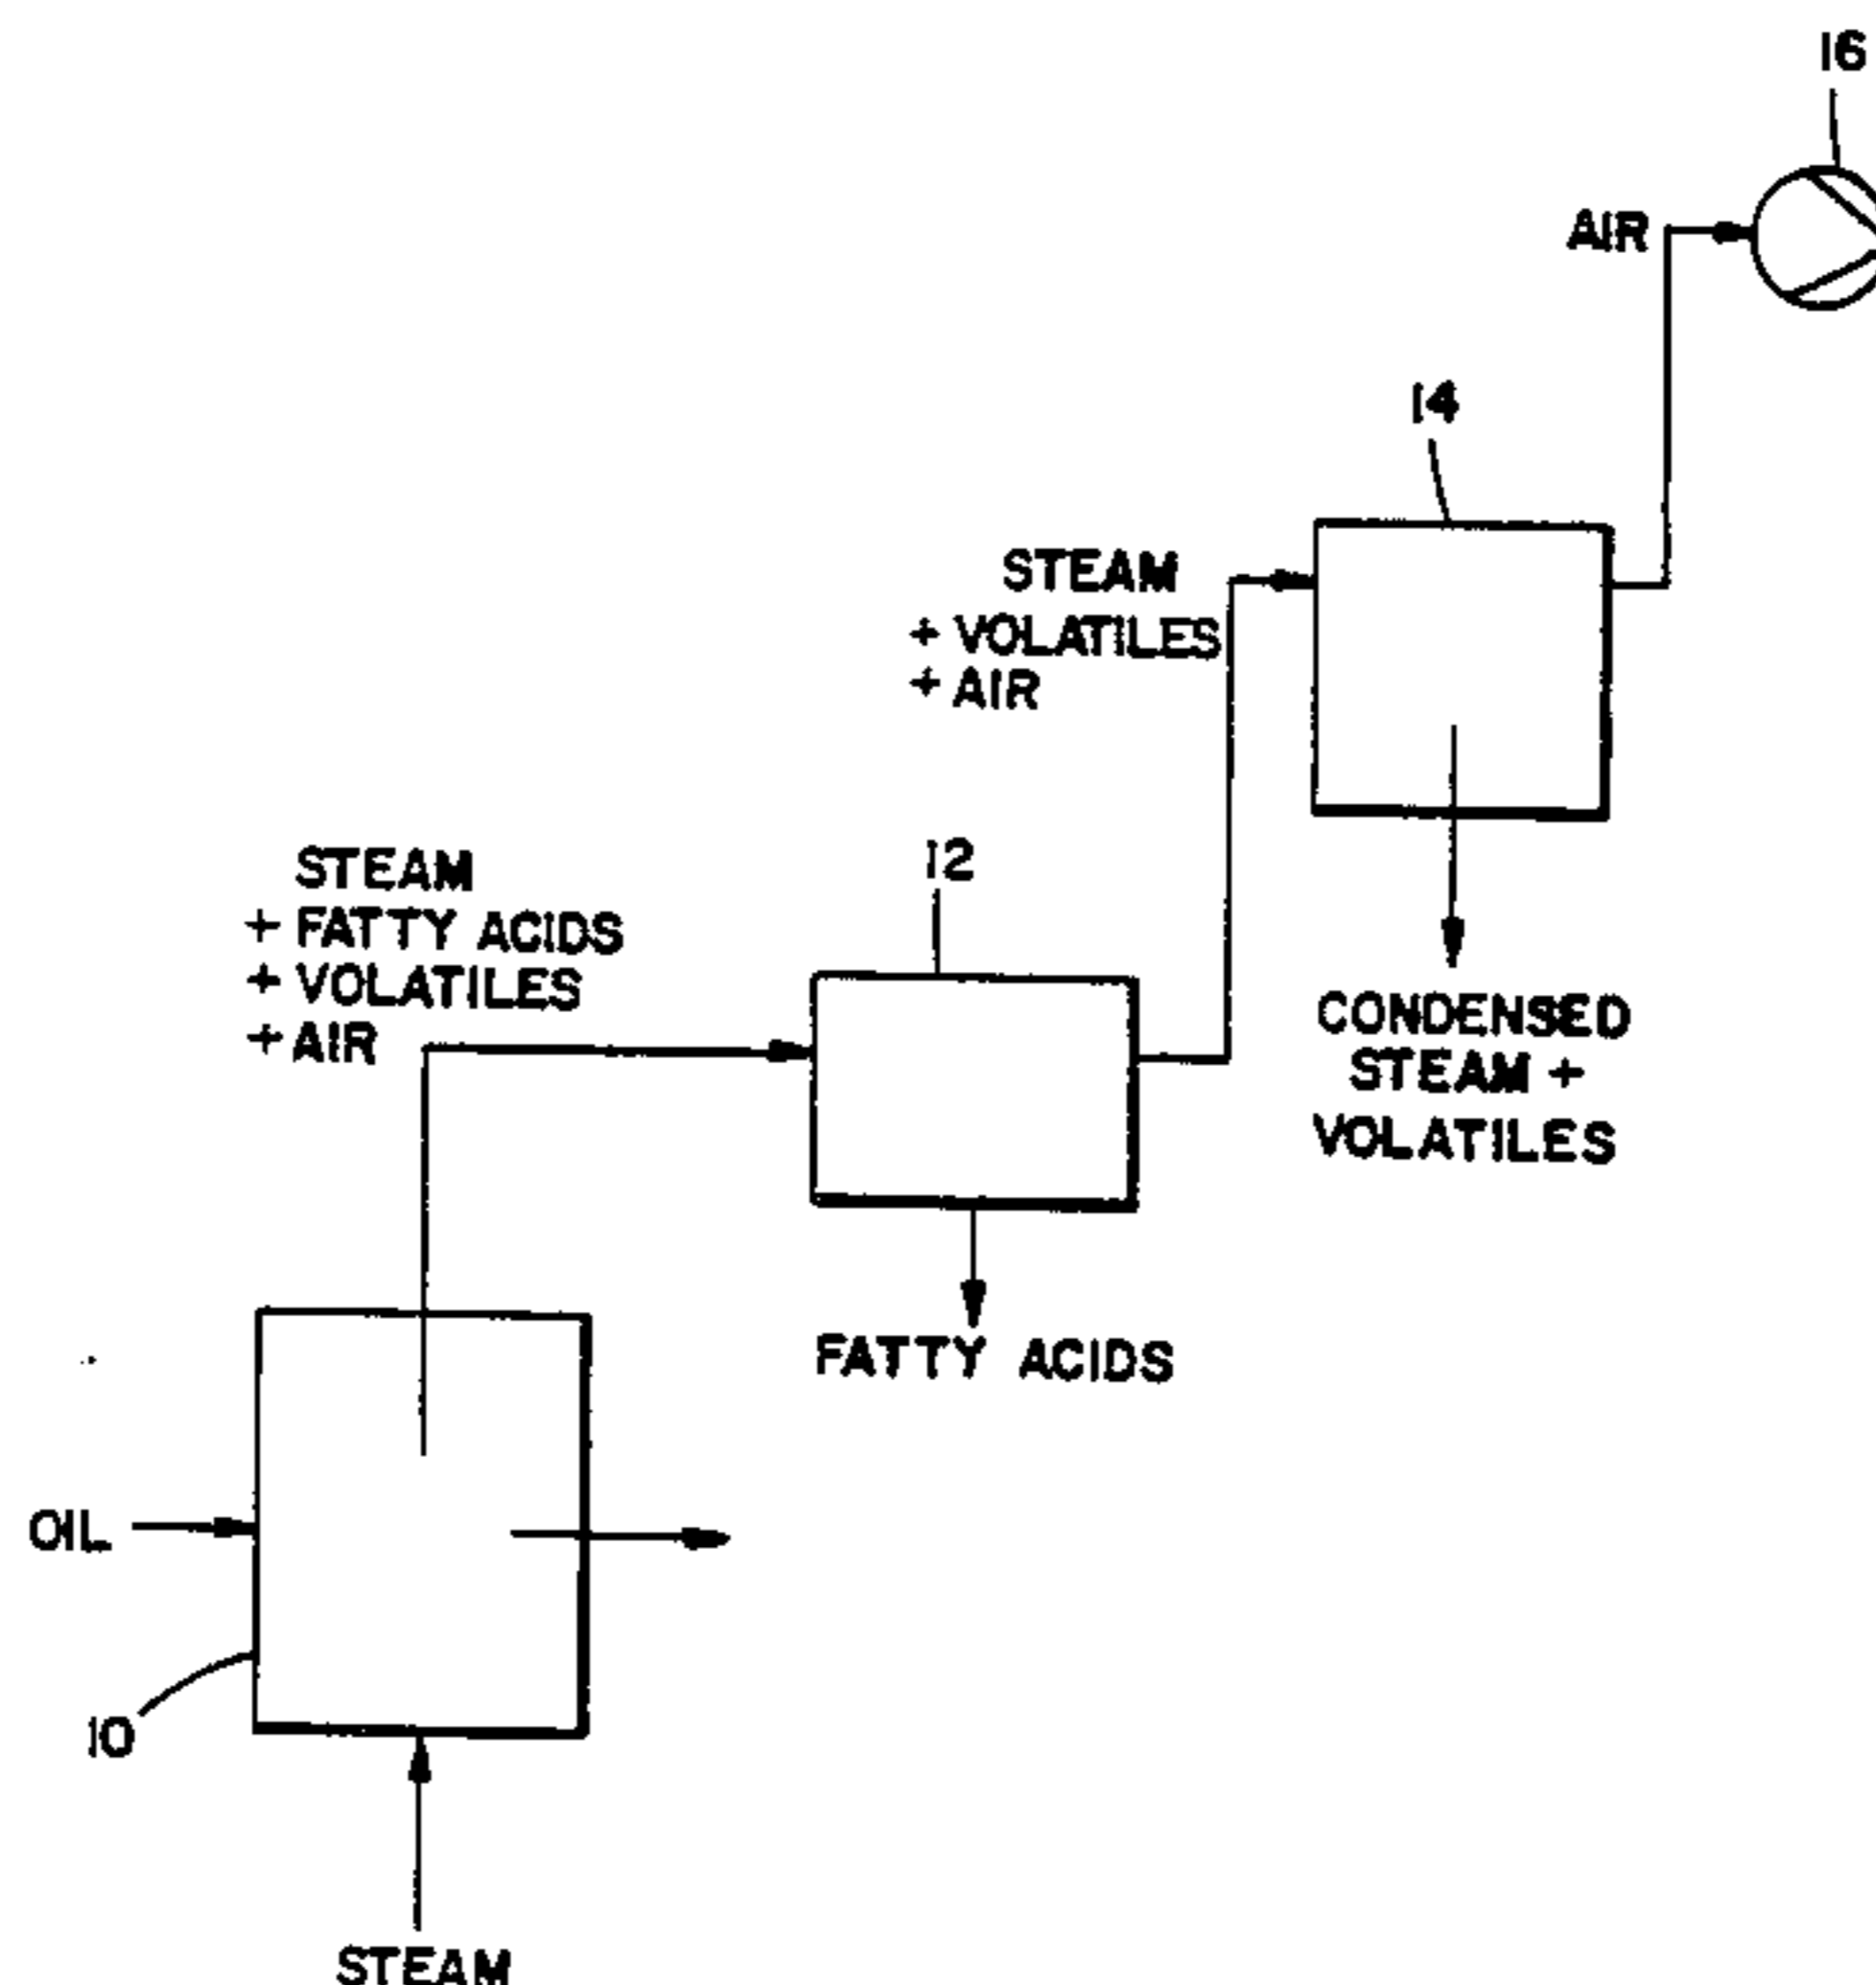 16
AIR
14
STEAM
+ VOLATILES
+ AIR
12
STEAM
+ FATTY ACIDS
+ VOLATILES
+ AIR
CONDENSED
STEAM +
VOLATILES
FATTY ACIDS
OIL
10
STEAM